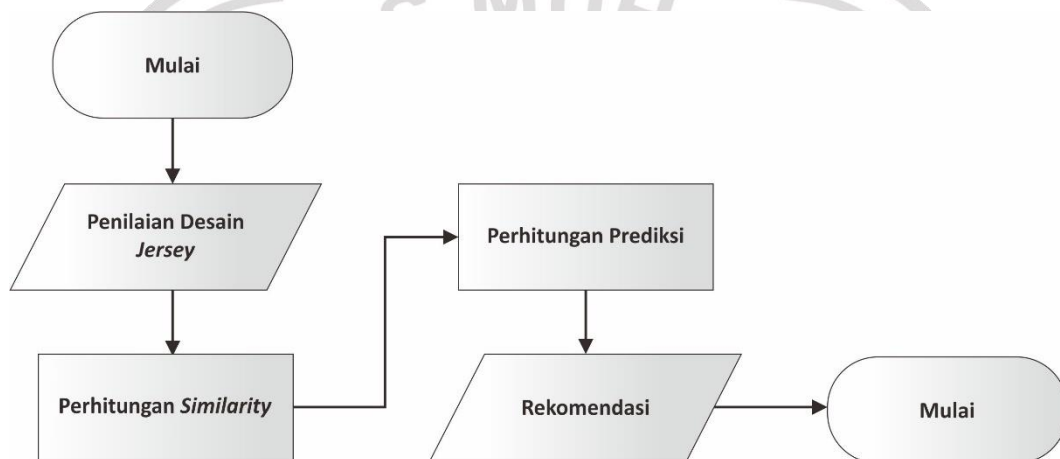 Mulai
Penilaian Desain
Jersey
Perhitungan Similarity
Perhitungan Prediksi
Rekomendasi
Mulai